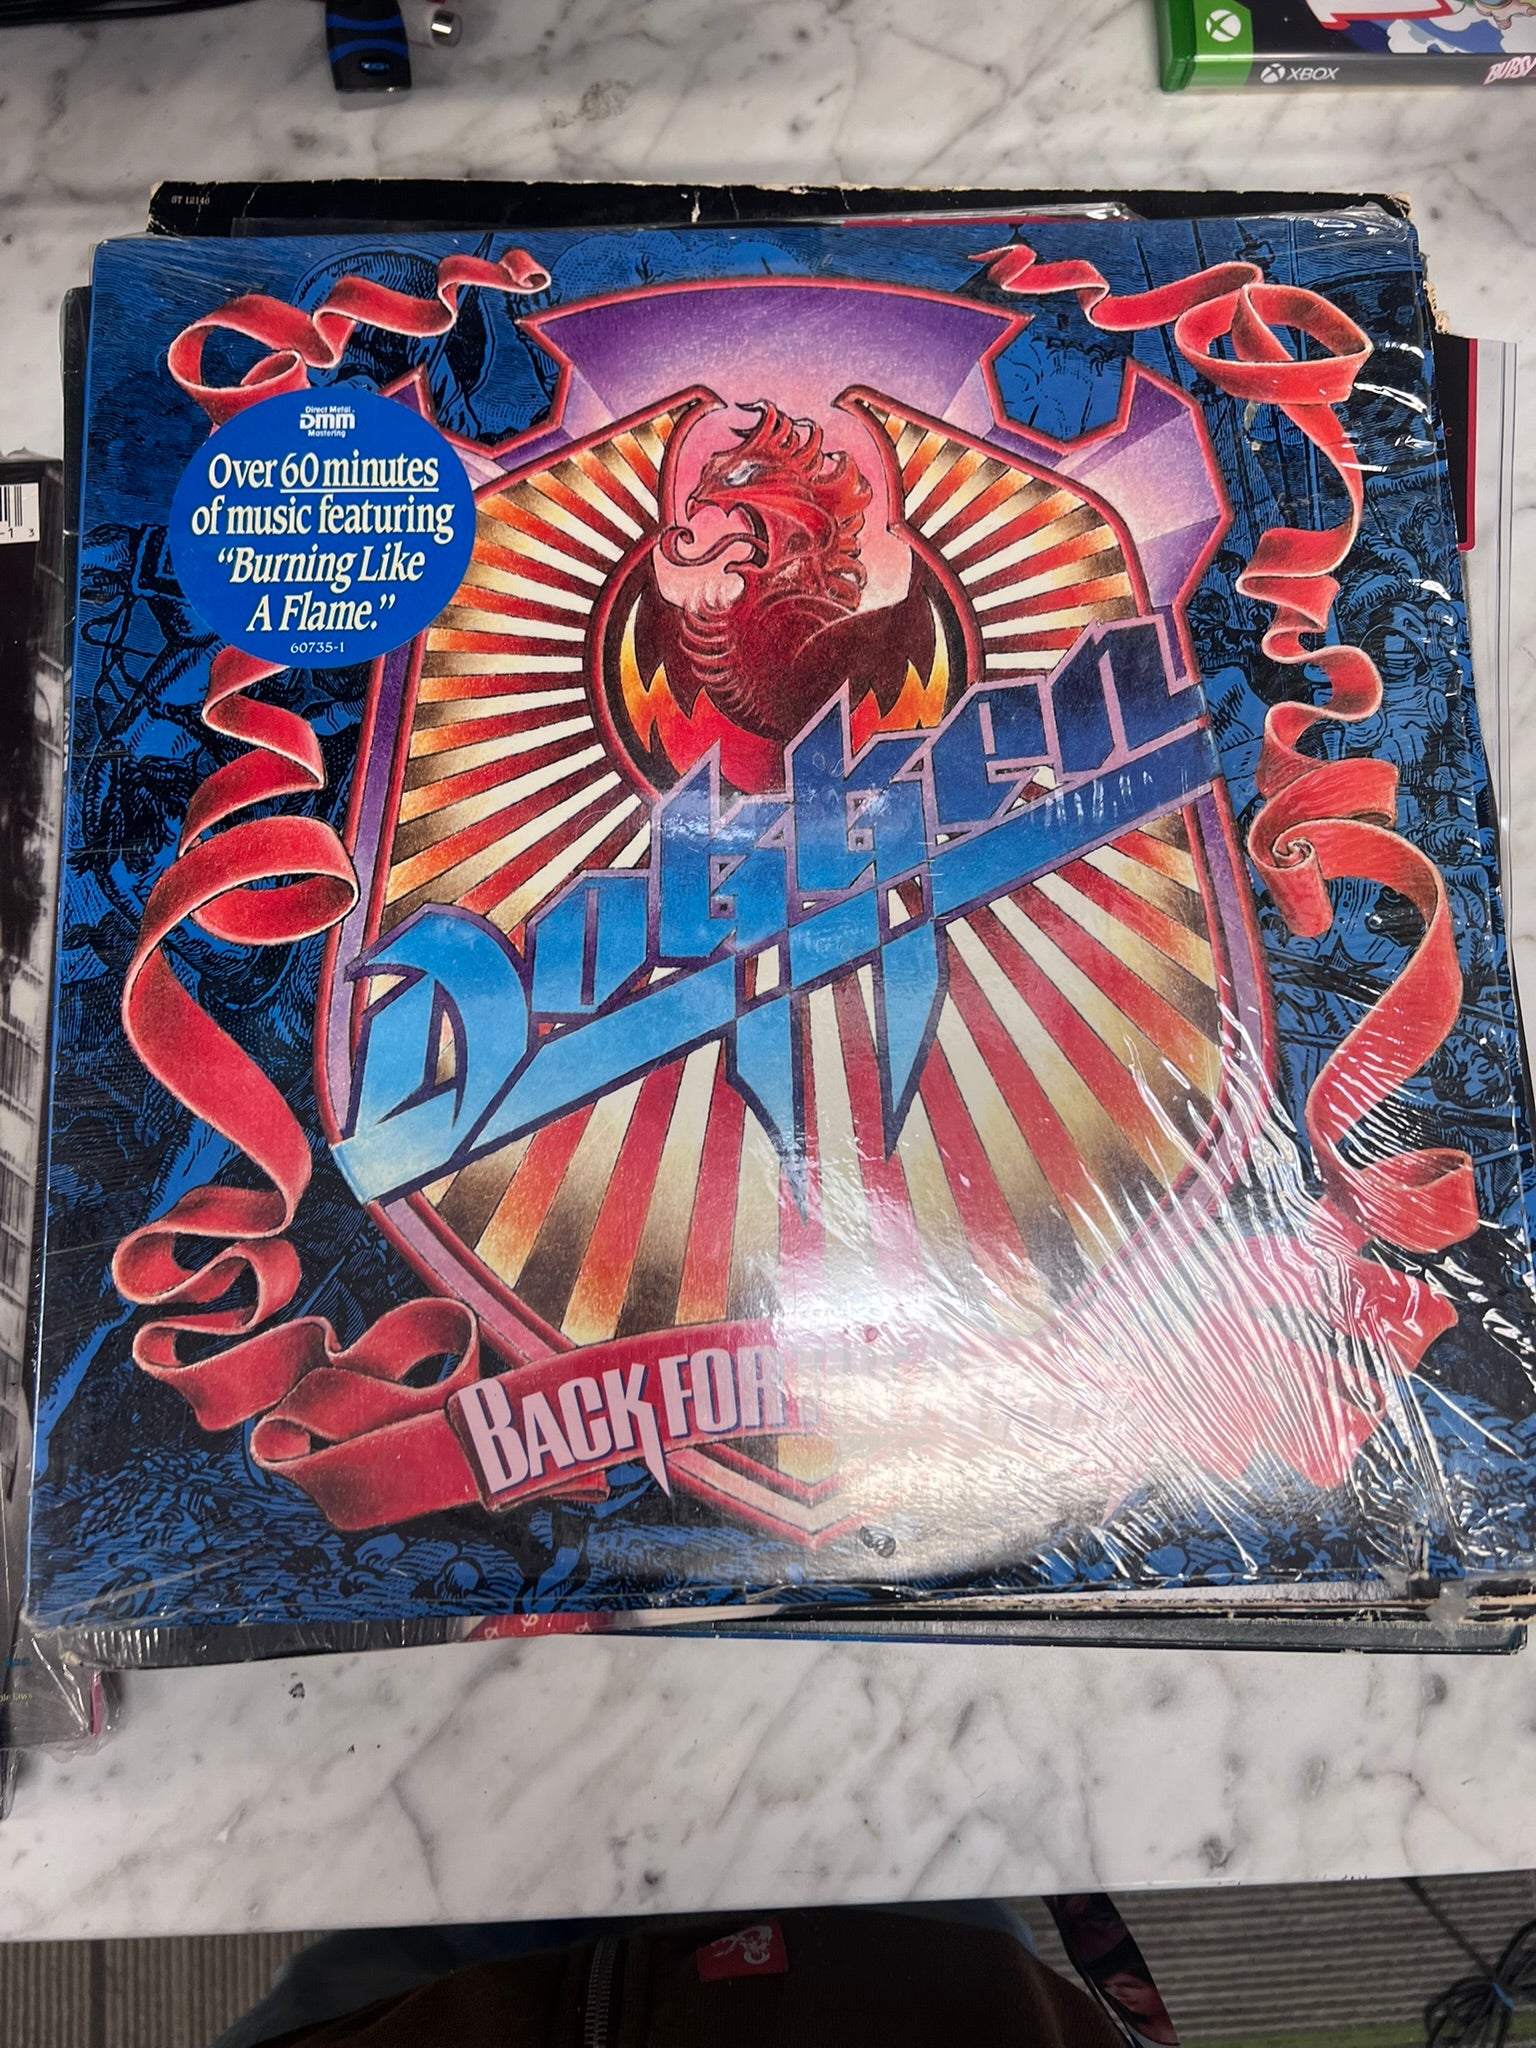 XBOX
BUBSY
ST 12146
Direct Metal
DMM
Mastering
Over 60 minutes
of music featuring
“Burning Like
A Flame.”
60735-1
Dokken
BACK FOR